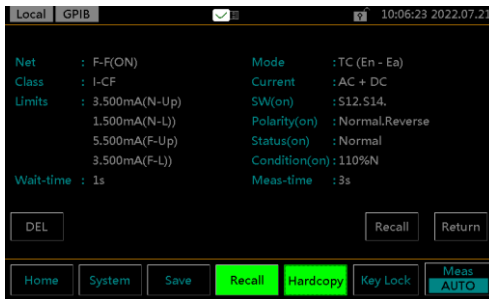 Local GPIB 10:06:23 2022.07.21
Net : F-F(ON) Mode :TC (En - Ea)
Class : I-CF Current :AC + DC
Limits : 3.500mA(N-Up) SW(on) :S12.S14.
1.500mA(N-L)) Polarity(on) :Normal.Reverse
5.500mA(F-Up) Status(on) :Normal
3.500mA(F-L)) Condition(on):110%N
Wait-time : 1s Meas-time :3s
DEL Recall Return
Home System Save Recall Hardcopy Key Lock Meas
AUTO